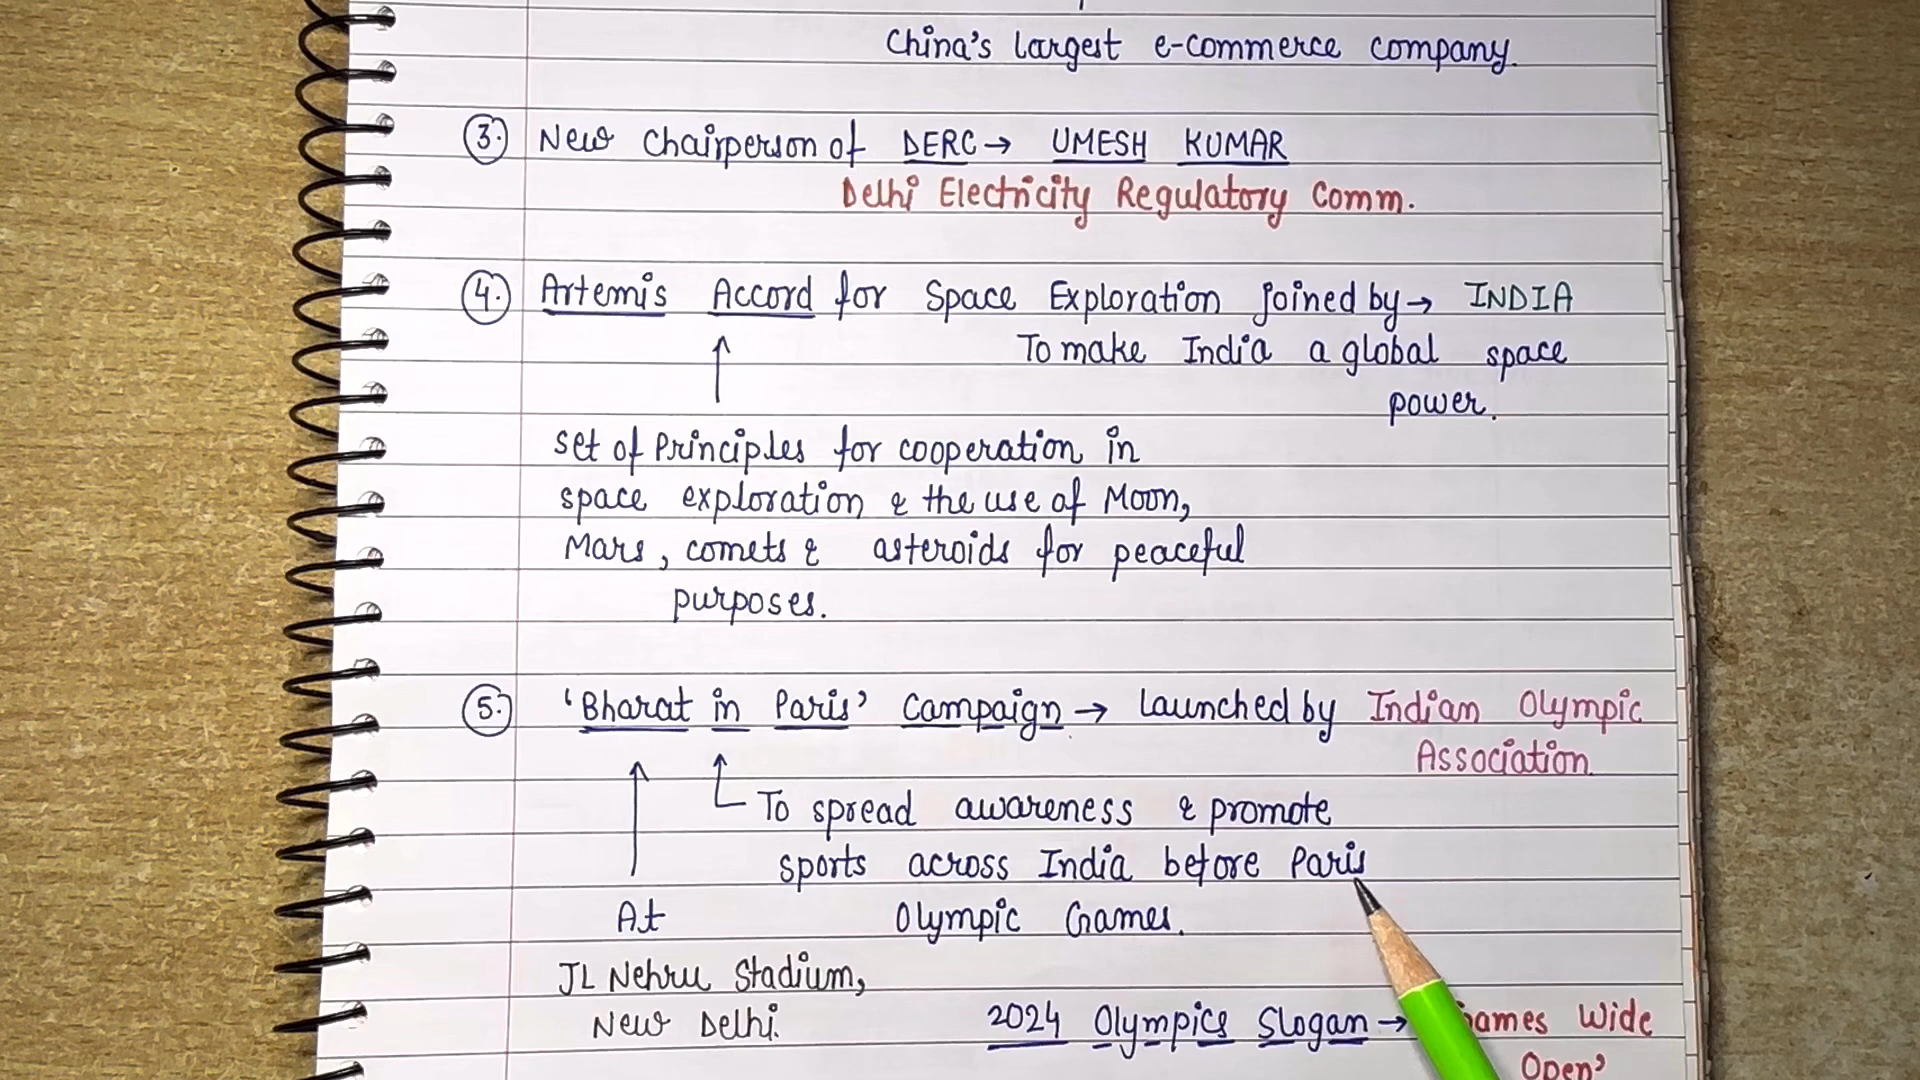 China's largest e-commerce company.
3. New Chairperson of DERC → UMESH KUMAR
Delhi Electricity Regulatory Comm.
4. Artemis Accord for Space Exploration joined by → INDIA
To make India a global space
power.
↑
set of Principles for cooperation in
space exploration & the use of Moon,
Mars, comets & asteroids for peaceful
purposes.
5. 'Bharat in Paris' Campaign → Launched by Indian Olympic
Association.
To spread awareness & promote
sports across India before Paris
Olympic Games.
At
JL Nehru Stadium,
New Delhi.
2024 Olympics Slogan → Games Wide
Open'